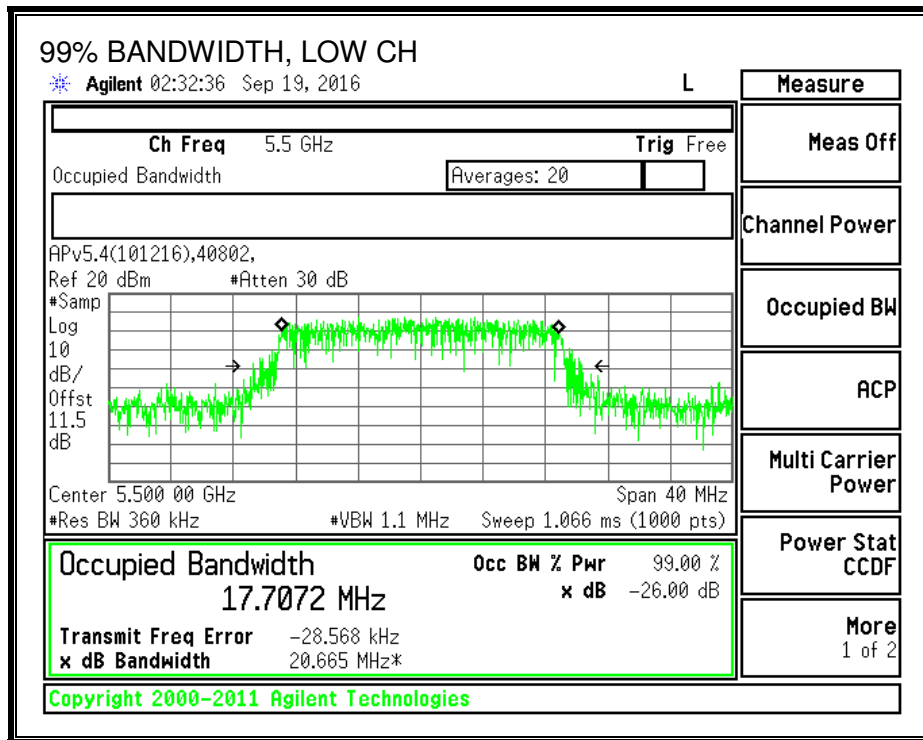 99% BANDWIDTH, LOW CH
Agilent 02:32:36 Sep 19, 2016 L
Measure
Ch Freq 5.5 GHz Trig Free
Occupied Bandwidth Averages: 20
APv5.4(101216),40802,
Ref 20 dBm #Atten 30 dB
#Samp
Log
10
dB/
Offst
11.5
dB
Center 5.500 00 GHz Span 40 MHz
#Res BW 360 kHz #VBW 1.1 MHz Sweep 1.066 ms (1000 pts)
Occupied Bandwidth
17.7072 MHz
Occ BW % Pwr 99.00 %
x dB -26.00 dB
Transmit Freq Error -28.568 kHz
x dB Bandwidth 20.665 MHz*
Copyright 2000-2011 Agilent Technologies
Meas Off
Channel Power
Occupied BW
ACP
Multi Carrier
Power
Power Stat
CCDF
More
1 of 2